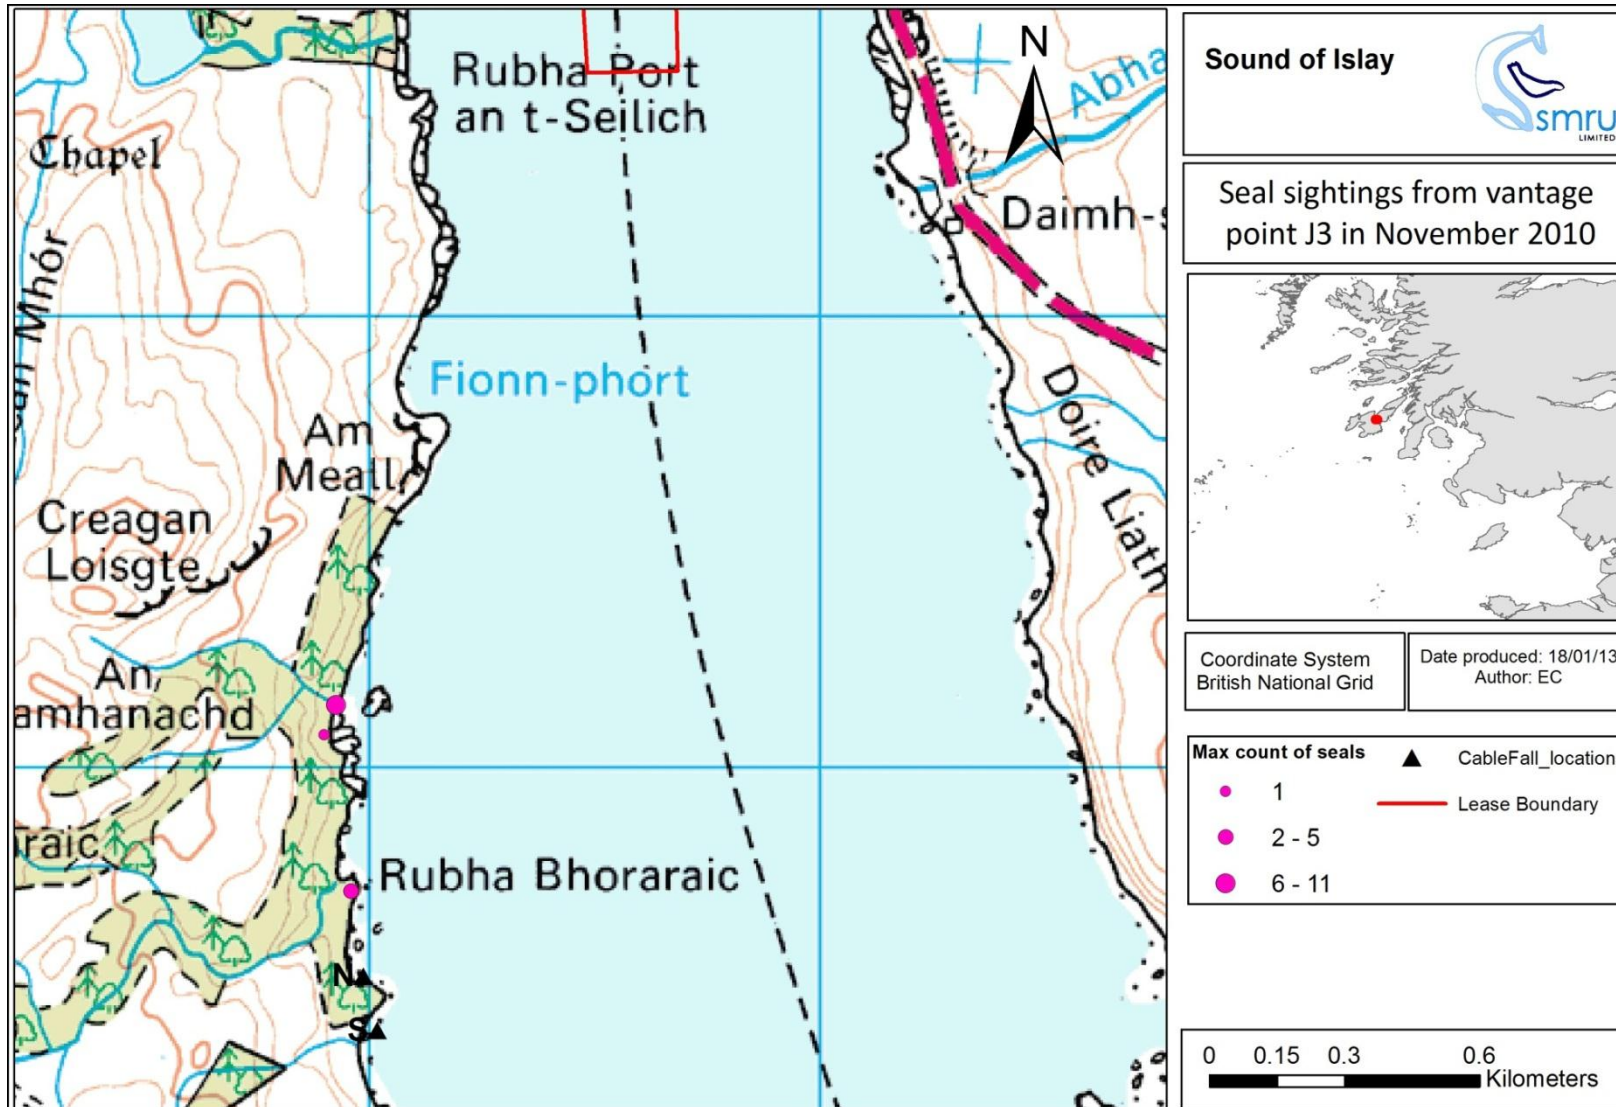 Rubha Port
an t-Seilich
Chapel
N
Abha
Daimh-s
an Mhór
Fionn-phort
Am
Meall
Creagan
Loisgte
Doire Liath
An
amhanachd
raic
Rubha Bhoraraic
N
S
Sound of Islay
smru
LIMITED
Seal sightings from vantage
point J3 in November 2010
Coordinate System
British National Grid
Date produced: 18/01/13
Author: EC
Max count of seals
1
2 - 5
6 - 11
CableFall_location
Lease Boundary
0 0.15 0.3 0.6
Kilometers